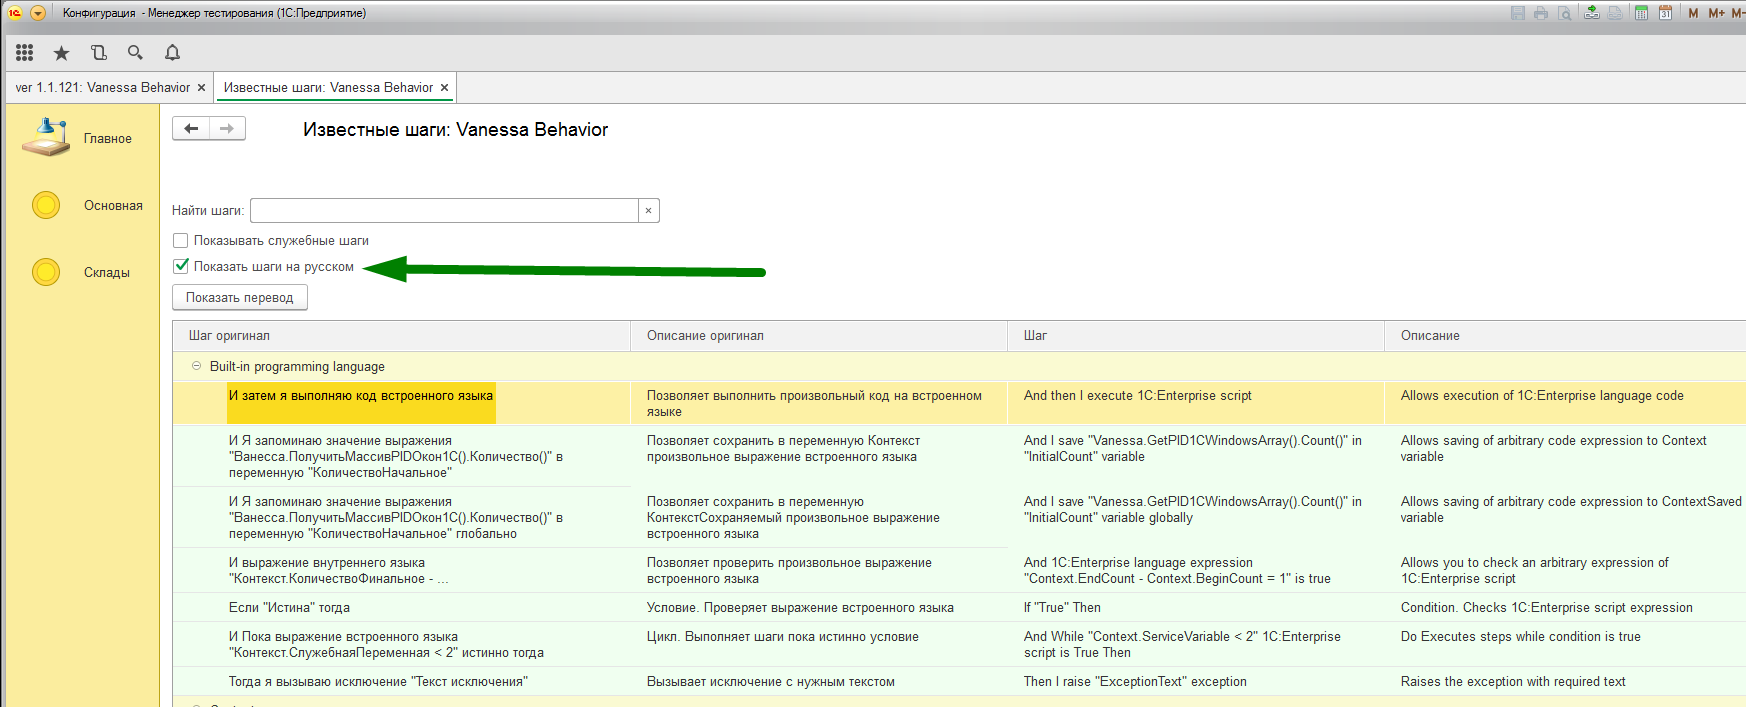 Конфигурация - Менеджер тестирования (1С:Предприятие)
M M+ M-
ver 1.1.121: Vanessa Behavior × Известные шаги: Vanessa Behavior ×
Главное
Основная
Склады
Известные шаги: Vanessa Behavior
Найти шаги:
Показывать служебные шаги
Показать шаги на русском
Показать перевод
Шаг оригинал Описание оригинал Шаг Описание
Built-in programming language
И затем я выполняю код встроенного языка
Позволяет выполнить произвольный код на встроенном
языке
And then I execute 1C:Enterprise script
Allows execution of 1C:Enterprise language code
И Я запоминаю значение выражения
"Ванесса.ПолучитьМассивPIDОкон1С().Количество()" в
переменную "КоличествоНачальное"
Позволяет сохранить в переменную Контекст
произвольное выражение встроенного языка
And I save "Vanessa.GetPID1CWindowsArray().Count()" in
"InitialCount" variable
Allows saving of arbitrary code expression to Context
variable
И Я запоминаю значение выражения
"Ванесса.ПолучитьМассивPIDОкон1С().Количество()" в
переменную "КоличествоНачальное" глобально
Позволяет сохранить в переменную
КонтекстСохраняемый произвольное выражение
встроенного языка
And I save "Vanessa.GetPID1CWindowsArray().Count()" in
"InitialCount" variable globally
Allows saving of arbitrary code expression to ContextSaved
variable
И выражение внутреннего языка
"Контекст.КоличествоФинальное - ...
Позволяет проверить произвольное выражение
встроенного языка
And 1C:Enterprise language expression
"Context.EndCount - Context.BeginCount = 1" is true
Allows you to check an arbitrary expression of
1C:Enterprise script
Если "Истина" тогда
Условие. Проверяет выражение встроенного языка
If "True" Then
Condition. Checks 1C:Enterprise script expression
И Пока выражение встроенного языка
"Контекст.СлужебнаяПеременная < 2" истинно тогда
Цикл. Выполняет шаги пока истинно условие
And While "Context.ServiceVariable < 2" 1C:Enterprise
script is True Then
Do Executes steps while condition is true
Тогда я вызываю исключение "Текст исключения"
Вызывает исключение с нужным текстом
Then I raise "ExceptionText" exception
Raises the exception with required text